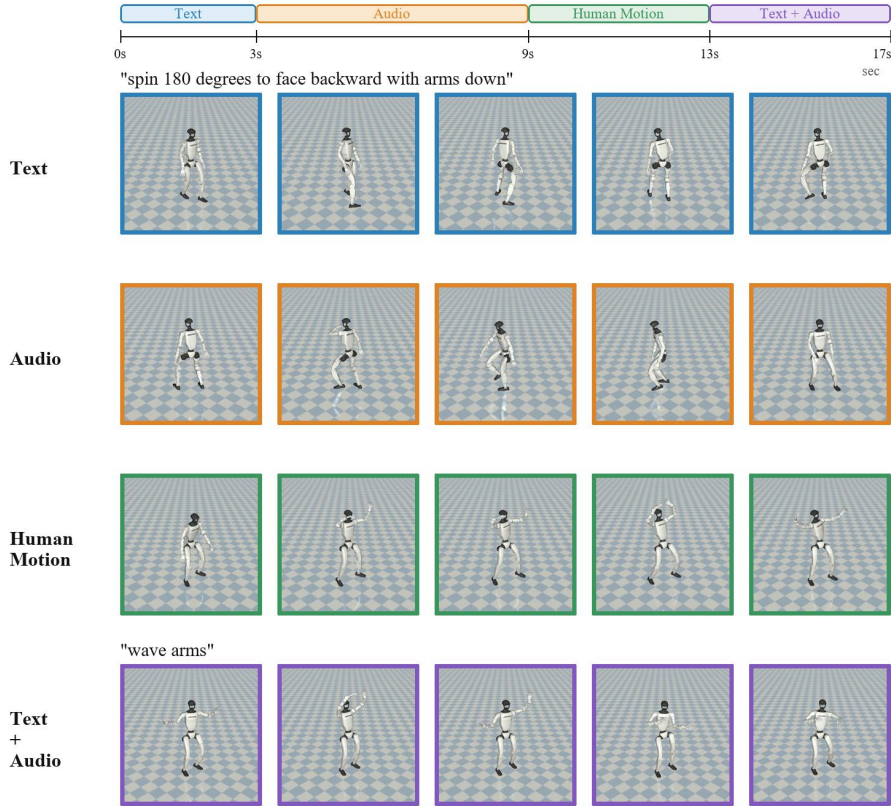 Text Audio Human Motion Text + Audio
0s 3s 9s 13s 17s
sec
"spin 180 degrees to face backward with arms down"
Text
Audio
Human
Motion
"wave arms"
Text
+
Audio